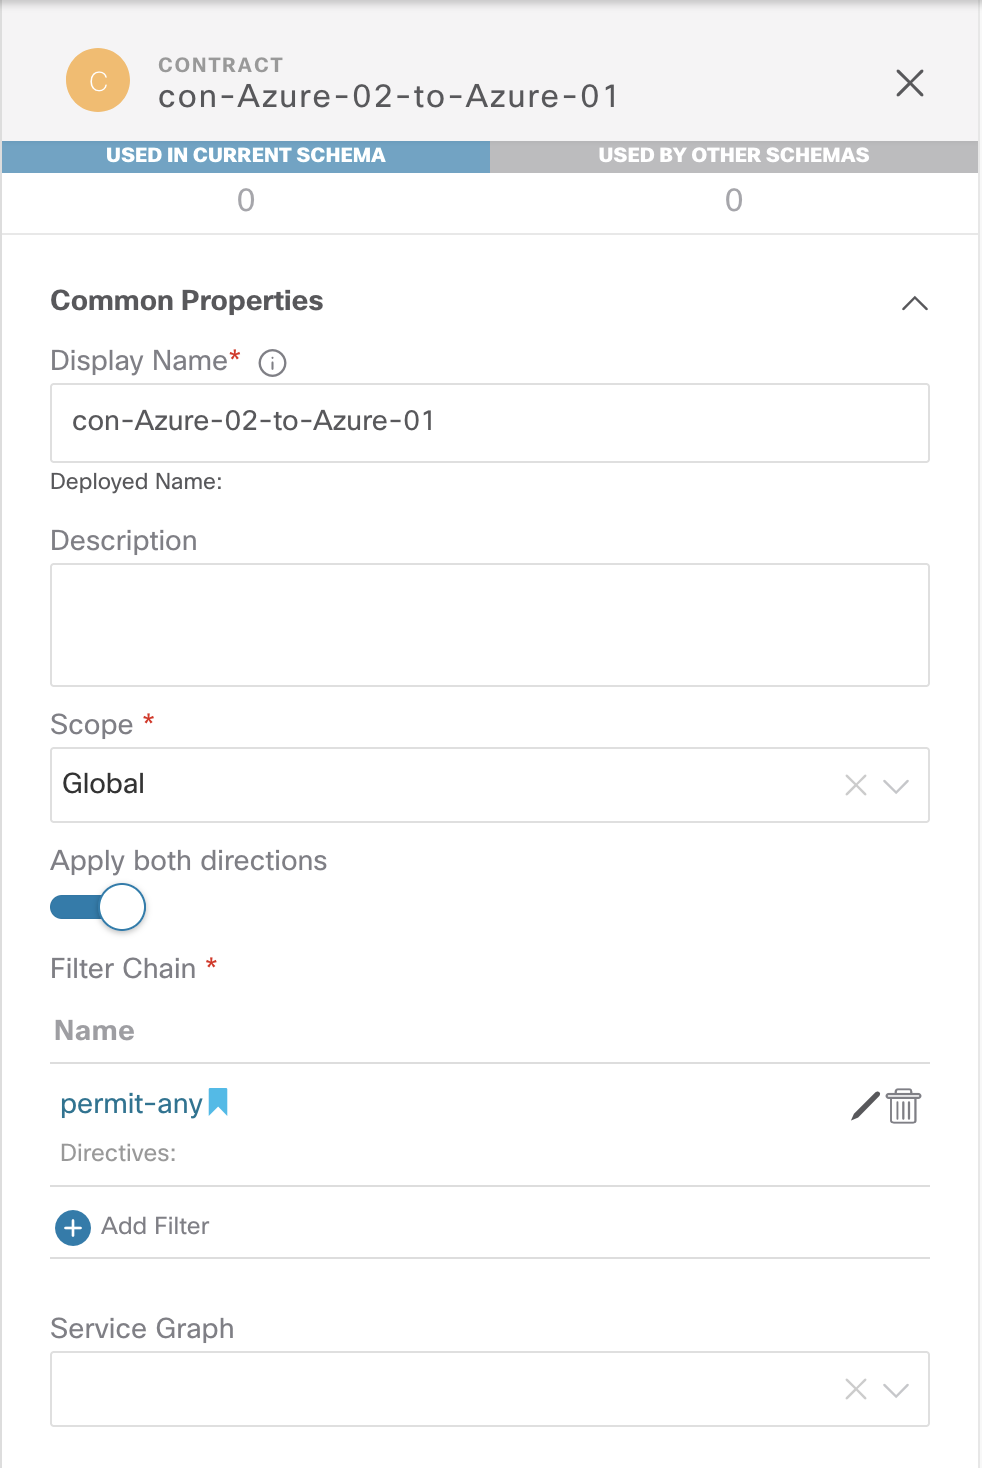 C
CONTRACT
con-Azure-02-to-Azure-01
USED IN CURRENT SCHEMA
USED BY OTHER SCHEMAS
0
0
Common Properties
Display Name*
con-Azure-02-to-Azure-01
Deployed Name:
Description
Scope *
Global
Apply both directions
Filter Chain *
Name
permit-any
Directives:
Add Filter
Service Graph